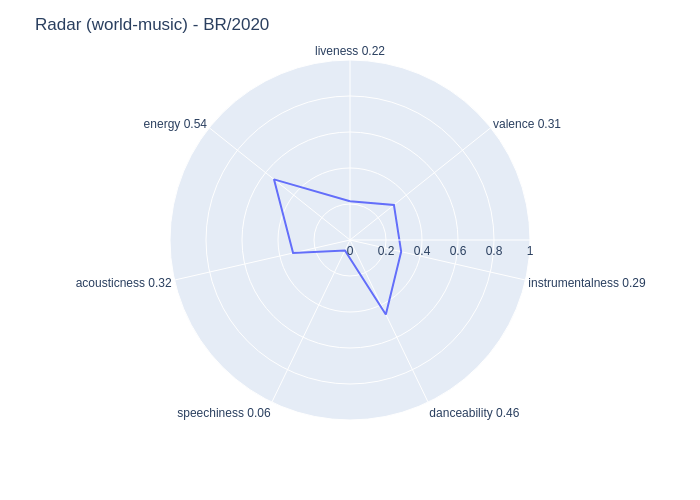 Radar (world-music) - BR/2020
liveness 0.22
energy 0.54
valence 0.31
0 0.2 0.4 0.6 0.8 1
acousticness 0.32
instrumentalness 0.29
speechiness 0.06
danceability 0.46